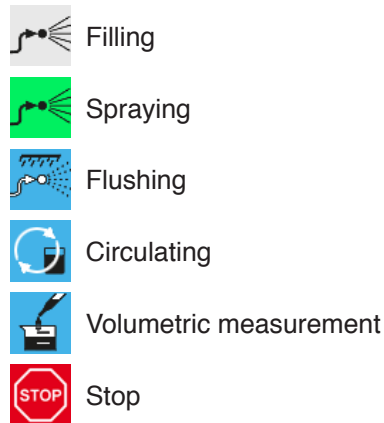 Filling
Spraying
Flushing
Circulating
Volumetric measurement
STOP Stop